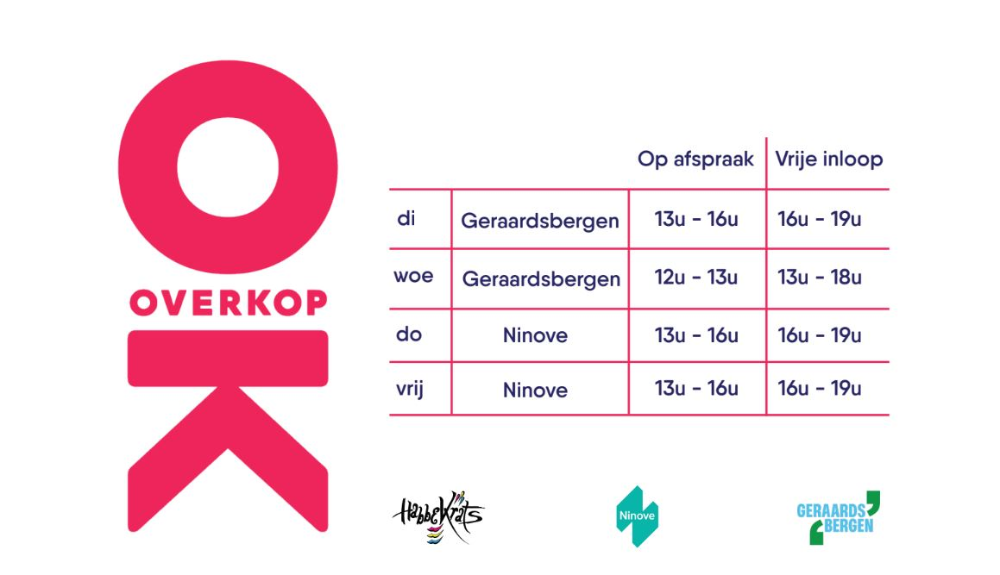 OK
OVERKOP
Op afspraak Vrije inloop
di Geraardsbergen 13u - 16u 16u - 19u
woe Geraardsbergen 12u - 13u 13u - 18u
do Ninove 13u - 16u 16u - 19u
vrij Ninove 13u - 16u 16u - 19u
HabbeKrats
Ninove
GERAARDS
BERGEN